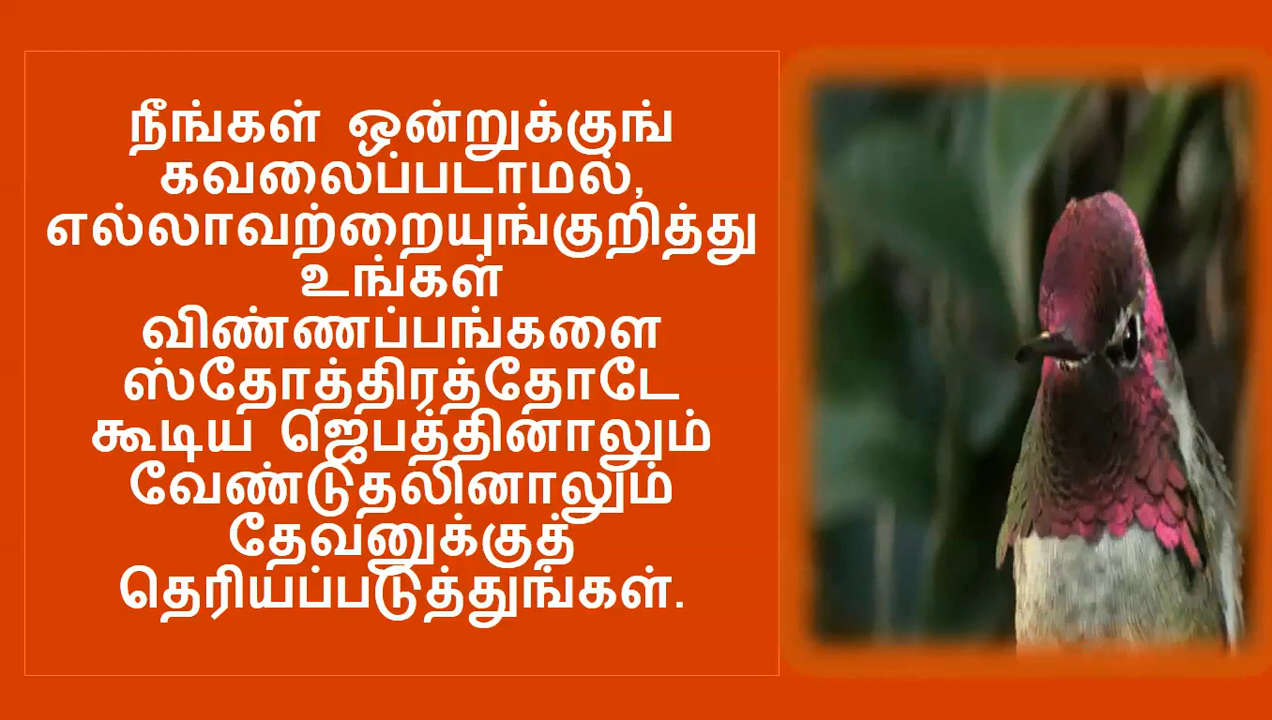 நீங்கள் ஒன்றுக்குங்
கவலைப்படாமல்,
எல்லாவற்றையுங்குறித்து
உங்கள்
விண்ணப்பங்களை
ஸ்தோத்திரத்தோடே
கூடிய ஜெபத்தினாலும்
வேண்டுதலினாலும்
தேவனுக்குத்
தெரியப்படுத்துங்கள்.